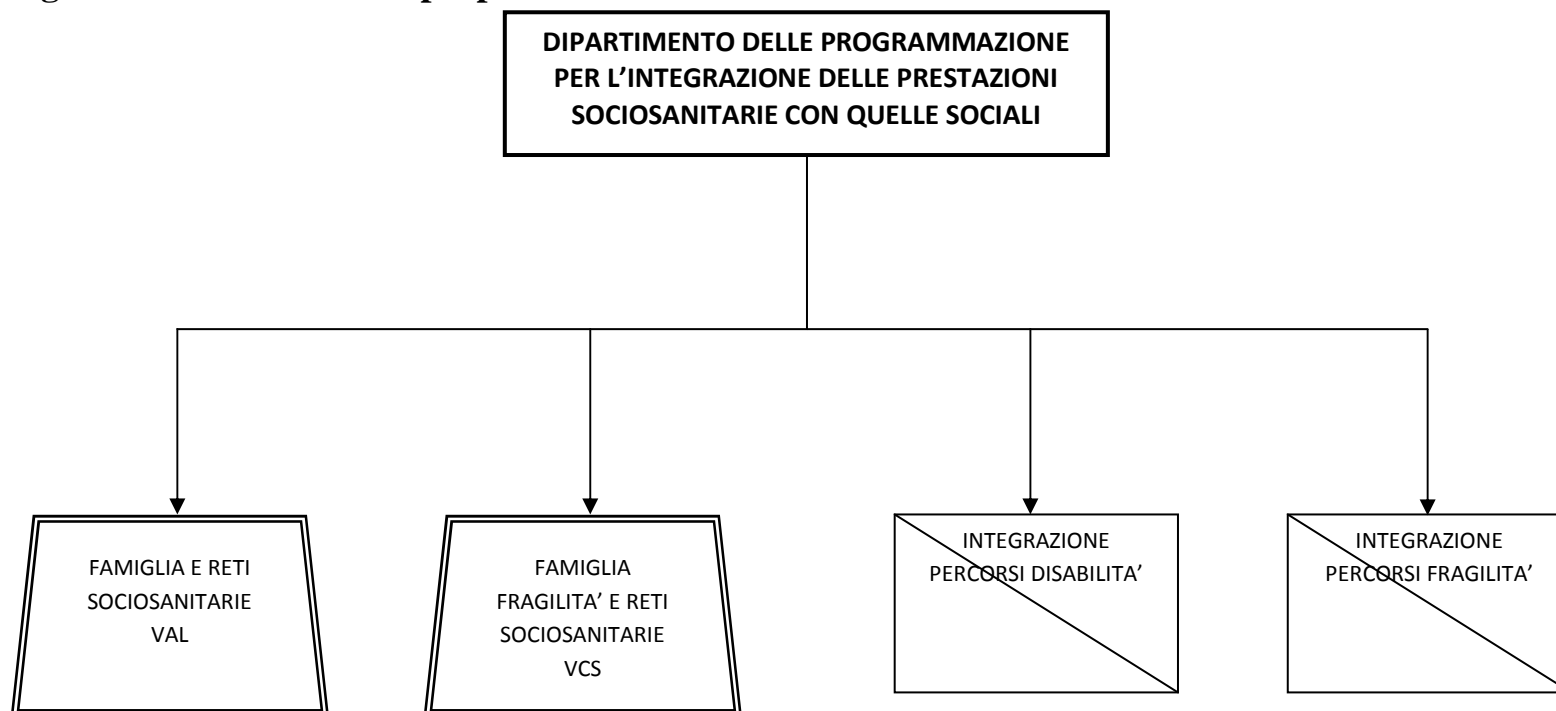 DIPARTIMENTO DELLE PROGRAMMAZIONE
PER L’INTEGRAZIONE DELLE PRESTAZIONI
SOCIOSANITARIE CON QUELLE SOCIALI
FAMIGLIA E RETI
SOCIOSANITARIE
VAL
FAMIGLIA
FRAGILITA’ E RETI
SOCIOSANITARIE
VCS
INTEGRAZIONE
PERCORSI DISABILITA’
INTEGRAZIONE
PERCORSI FRAGILITA’